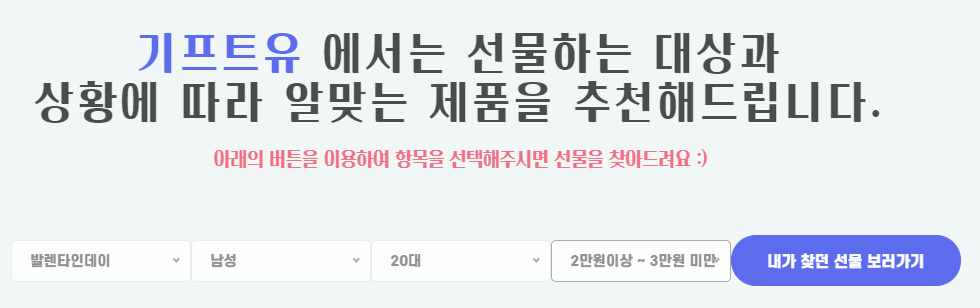 기프트유 에서는 선물하는 대상과
상황에 따라 알맞는 제품을 추천해드립니다.
아래의 버튼을 이용하여 항목을 선택해주시면 선물을 찾아드려요 :)
발렌타인데이 남성 20대 2만원이상 ~ 3만원 미만 내가 찾던 선물 보러가기